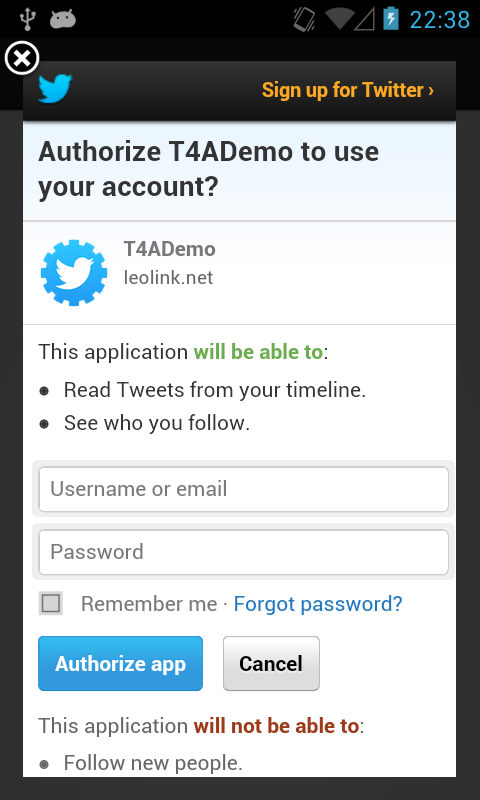 22:38
Sign up for Twitter ›
Authorize T4ADemo to use
your account?
T4ADemo
leolink.net
This application will be able to:
• Read Tweets from your timeline.
• See who you follow.
Username or email
Password
Remember me · Forgot password?
Authorize app Cancel
This application will not be able to:
• Follow new people.